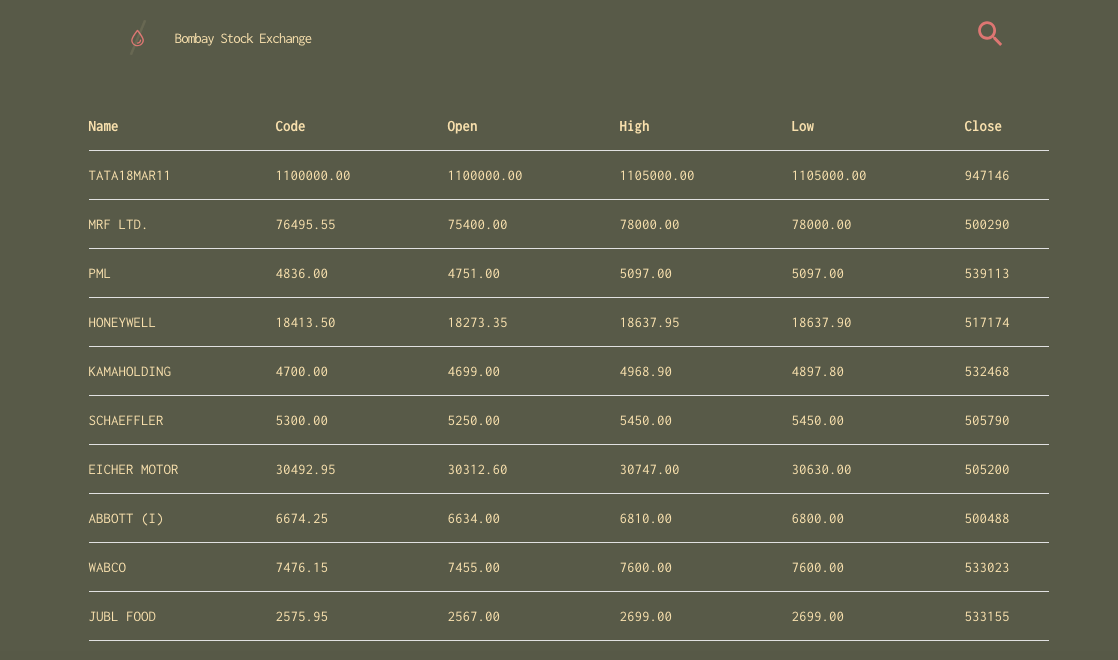 Bombay Stock Exchange
Name Code Open High Low Close
TATA18MAR11 1100000.00 1100000.00 1105000.00 1105000.00 947146
MRF LTD. 76495.55 75400.00 78000.00 78000.00 500290
PML 4836.00 4751.00 5097.00 5097.00 539113
HONEYWELL 18413.50 18273.35 18637.95 18637.90 517174
KAMAHOLDING 4700.00 4699.00 4968.90 4897.80 532468
SCHAEFFLER 5300.00 5250.00 5450.00 5450.00 505790
EICHER MOTOR 30492.95 30312.60 30747.00 30630.00 505200
ABBOTT (I) 6674.25 6634.00 6810.00 6800.00 500488
WABCO 7476.15 7455.00 7600.00 7600.00 533023
JUBL FOOD 2575.95 2567.00 2699.00 2699.00 533155